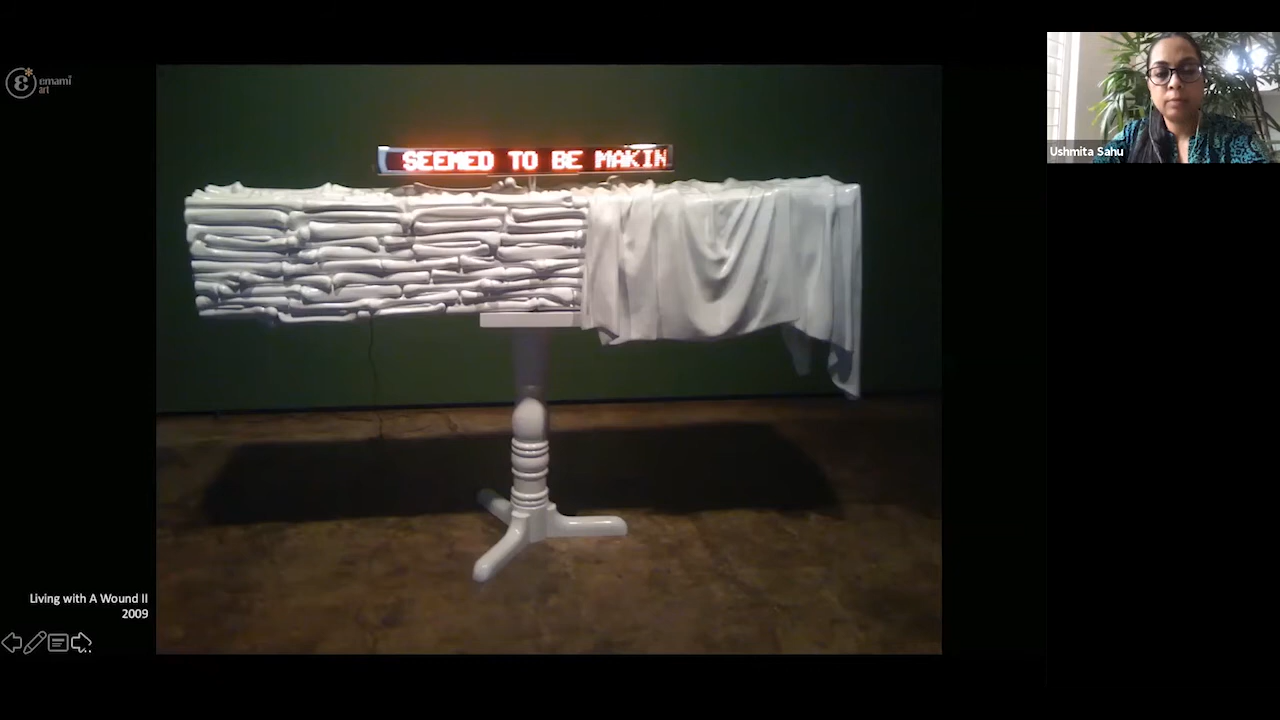 emami
art
SEEMED TO BE MAKIN
Ushmita Sahu
Living with A Wound II
2009